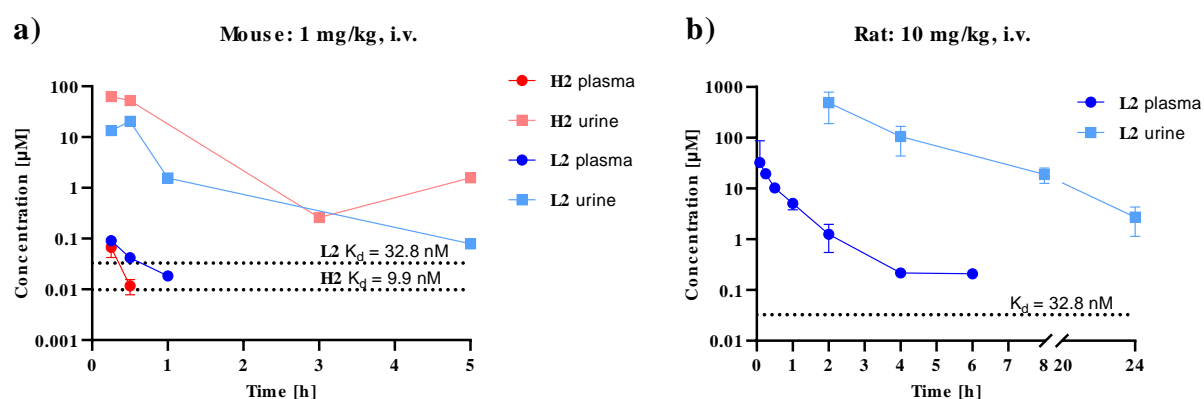 a)
Mouse: 1 mg/kg, i.v.
Concentration [µM]
100
10
1
0.1
0.01
0.001
L2 Kd = 32.8 nM
H2 Kd = 9.9 nM
0 1 2 3 4 5
Time [h]
H2 plasma
H2 urine
L2 plasma
L2 urine
b)
Rat: 10 mg/kg, i.v.
Concentration [µM]
1000
100
10
1
0.1
0.01
Kd = 32.8 nM
0 1 2 3 4 5 6 7 8 20 24
Time [h]
L2 plasma
L2 urine